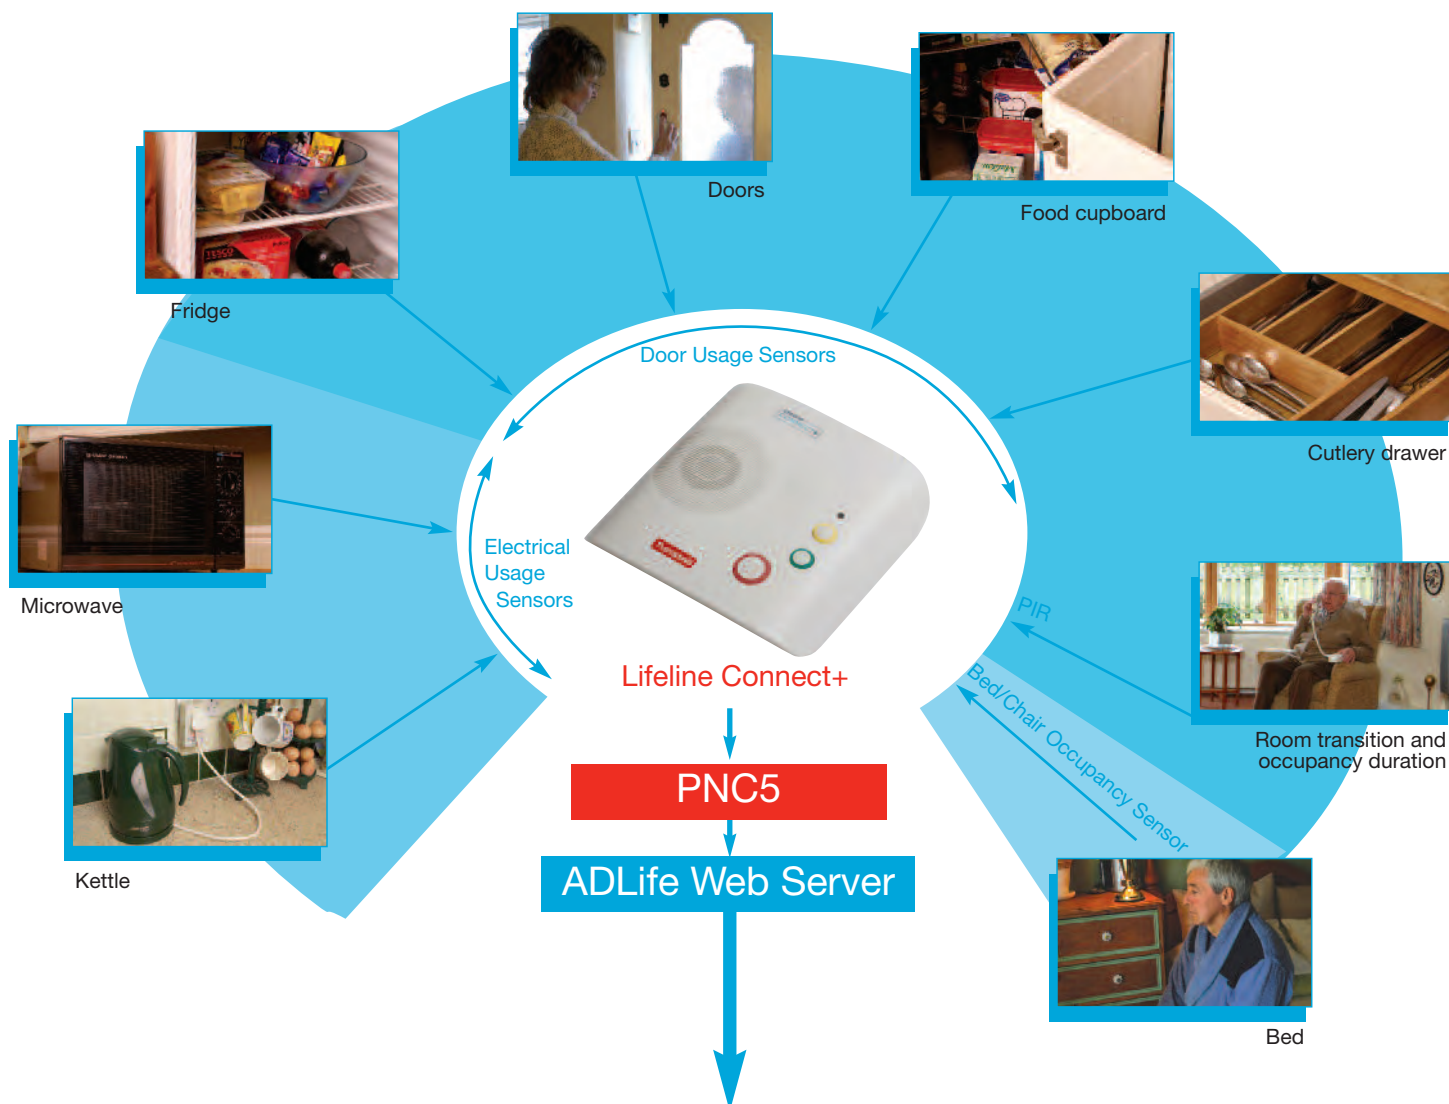 Doors
Food cupboard
Fridge
Door Usage Sensors
Cutlery drawer
Microwave
Electrical
Usage
Sensors
PIR
Bed/Chair Occupancy Sensor
Lifeline Connect+
Room transition and
occupancy duration
PNC5
Kettle
ADLife Web Server
Bed
TESCO